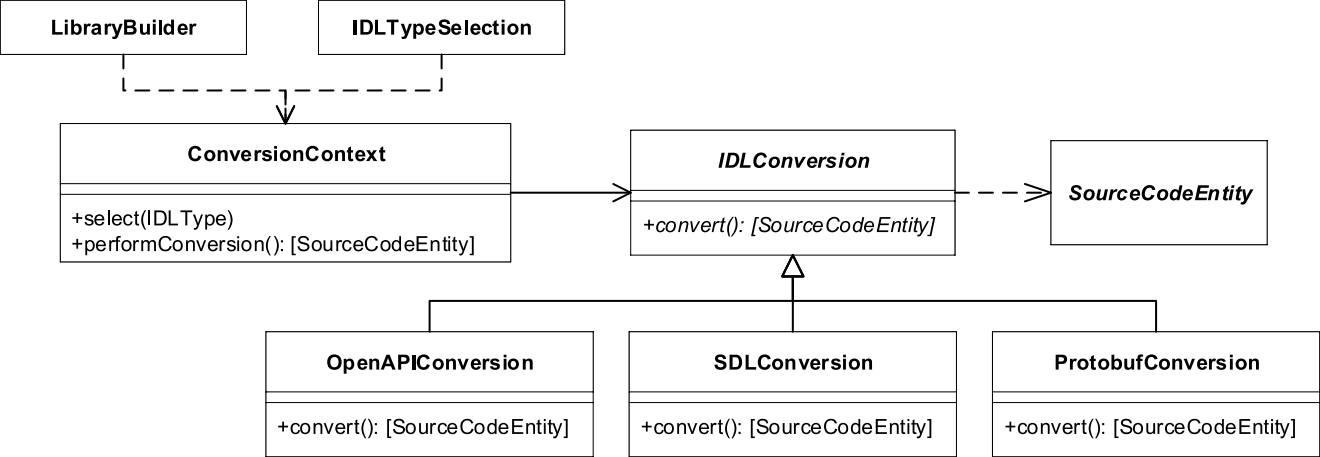 LibraryBuilder
IDLTypeSelection
ConversionContext
+select(IDLType)
+performConversion(): [SourceCodeEntity]
IDLConversion
+convert(): [SourceCodeEntity]
SourceCodeEntity
OpenAPIConversion
+convert(): [SourceCodeEntity]
SDLConversion
+convert(): [SourceCodeEntity]
ProtobufConversion
+convert(): [SourceCodeEntity]